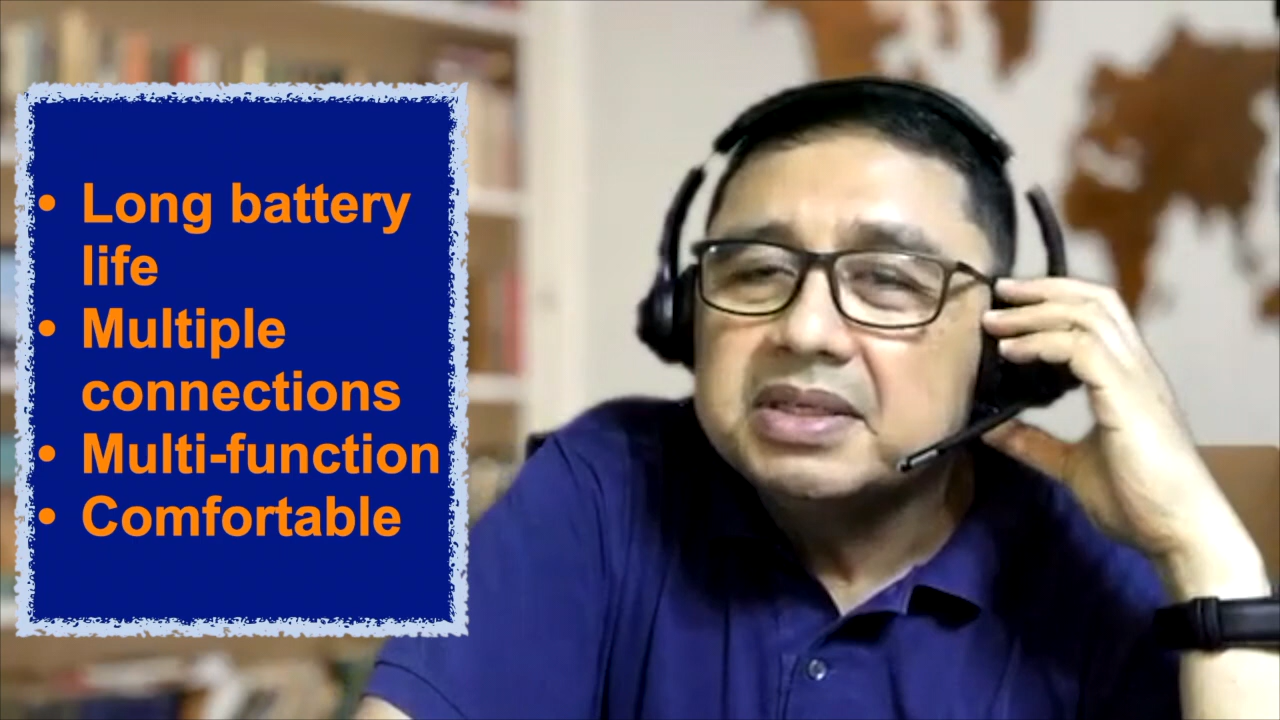 • Long battery
life
• Multiple
connections
• Multi-function
• Comfortable